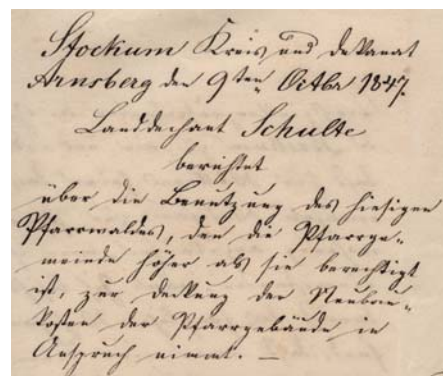 Stockum Kreis und Dekanat
Arnsberg den 9ten Octbr 1847.
Landdechant Schulte
berichtet
über die Benutzung des hiesigen
Pfarrwaldes, den die Pfarrge-
meinde höher als sie berechtigt
ist, zur Deckung der Neubau-
kosten der Pfarrgebäude in
Anspruch nimmt. —